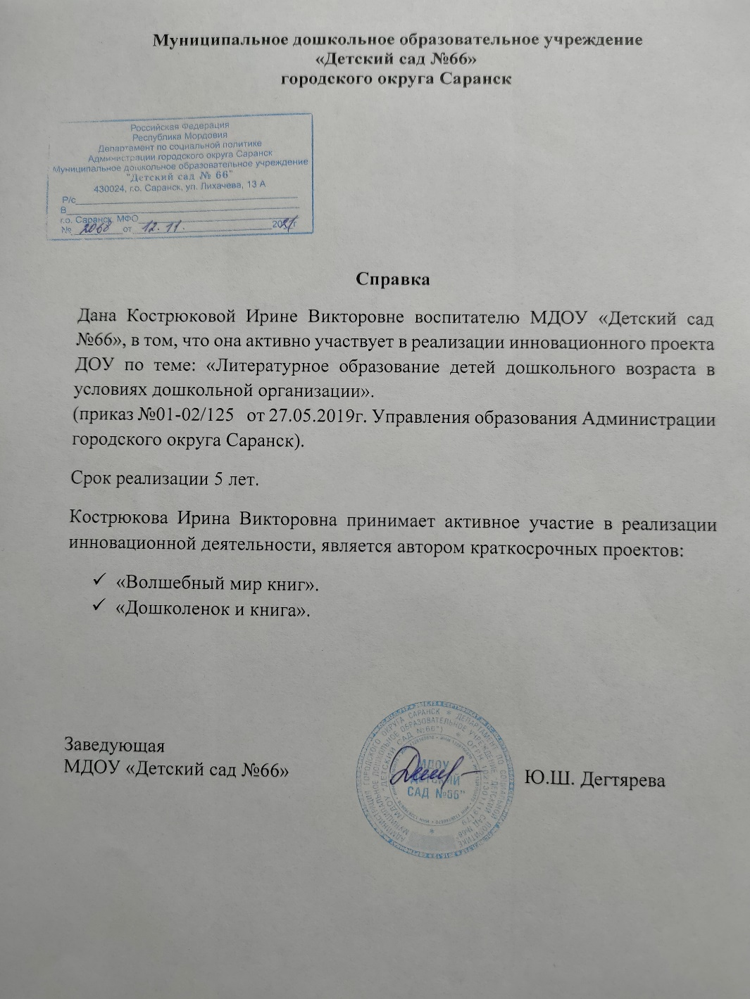 Муниципальное дошкольное образовательное учреждение
«Детский сад №66»
городского округа Саранск
Российская Федерация
Республика Мордовия
Департамент по социальной политике
Администрации городского округа Саранск
Муниципальное дошкольное образовательное учреждение
"Детский сад № 66"
430024, г.о. Саранск, ул. Лихачева, 13 А
Р/с
В
г.о. Саранск, МФО
№ 2068 от 12.11. 2021г
Справка
Дана Кострюковой Ирине Викторовне воспитателю МДОУ «Детский сад
№66», в том, что она активно участвует в реализации инновационного проекта
ДОУ по теме: «Литературное образование детей дошкольного возраста в
условиях дошкольной организации».
(приказ №01-02/125 от 27.05.2019г. Управления образования Администрации
городского округа Саранск).
Срок реализации 5 лет.
Кострюкова Ирина Викторовна принимает активное участие в реализации
инновационной деятельности, является автором краткосрочных проектов:
✓ «Волшебный мир книг».
✓ «Дошколенок и книга».
Заведующая
МДОУ «Детский сад №66»
МДОУ
"ДЕТСКИЙ
САД №66"
Ю.Ш. Дегтярева